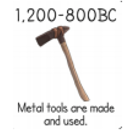 1,200-800BC
Metal tools are made
and used.